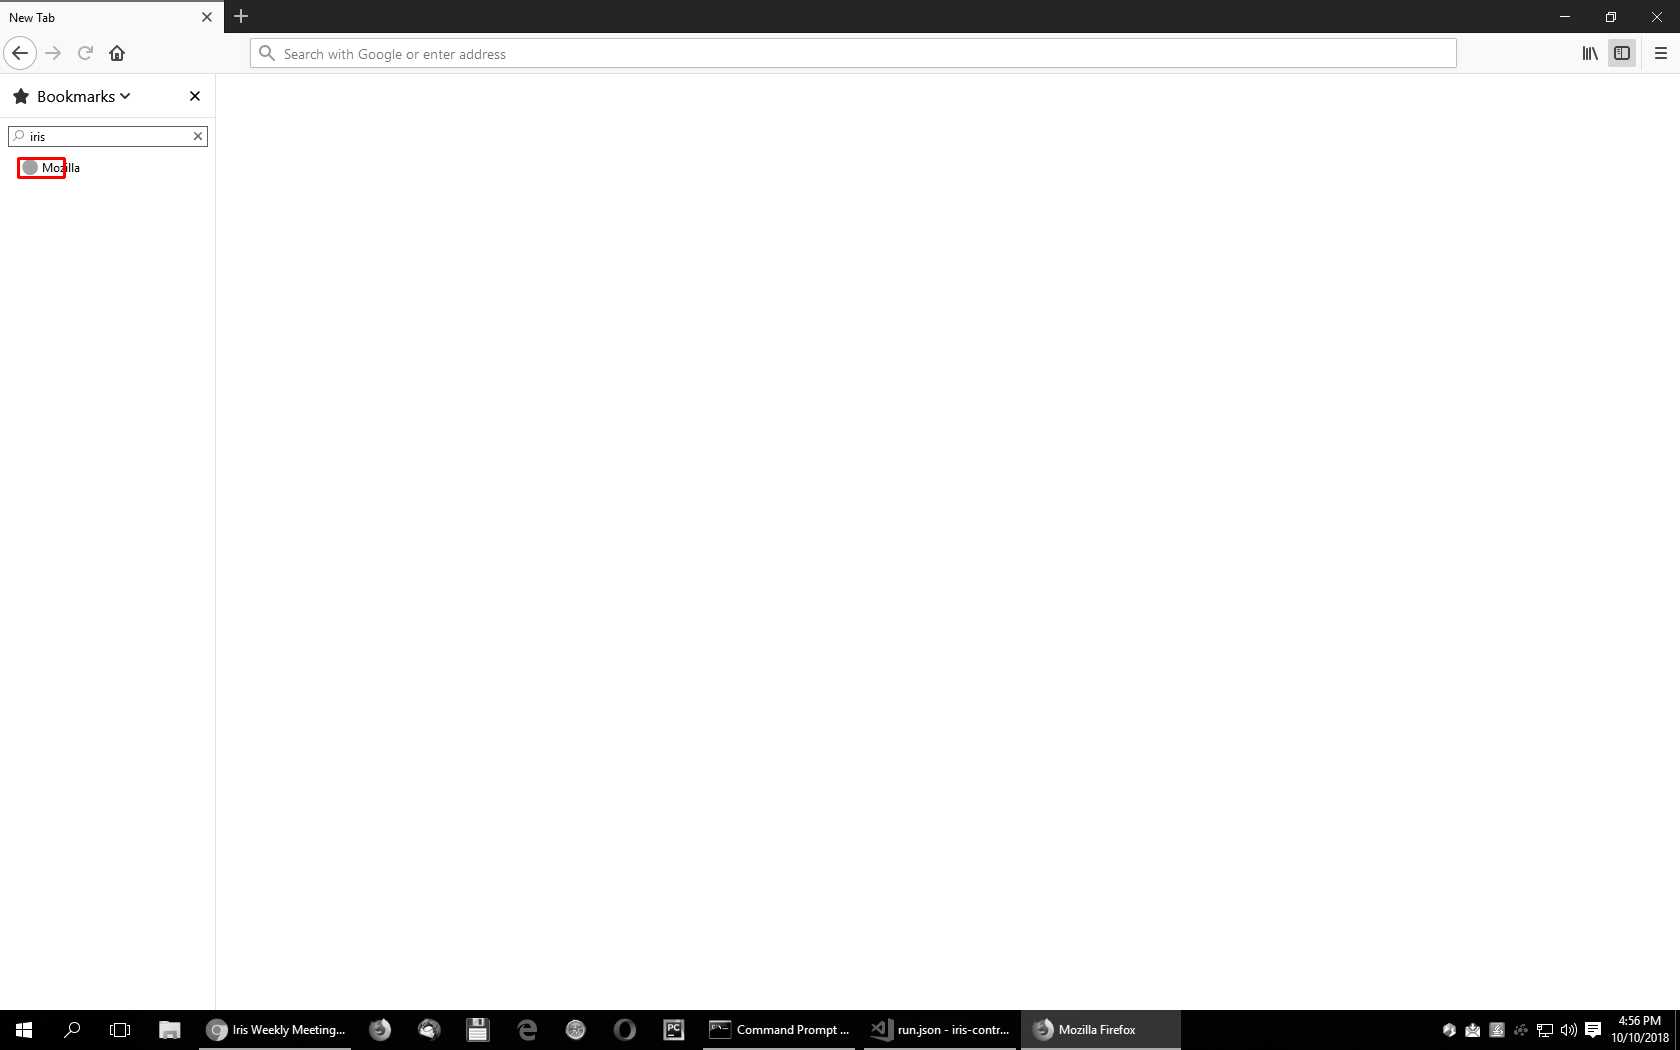 New Tab
Search with Google or enter address
Bookmarks
iris
Mozilla
Iris Weekly Meeting...
PC
Command Prompt ...
run.json - iris-contr...
Mozilla Firefox
4:56 PM
10/10/2018